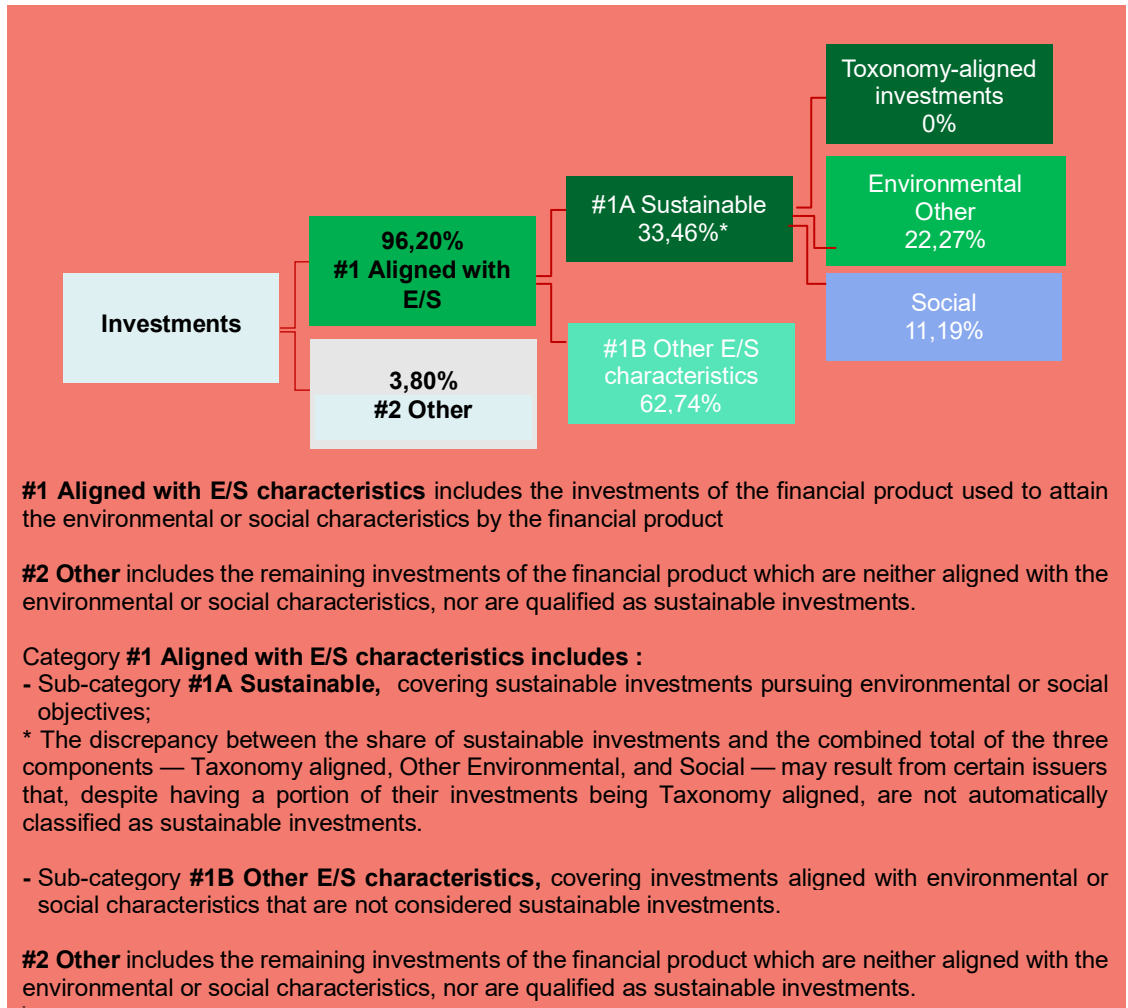 Toxonomy-aligned
investments
0%
Environmental
Other
22,27%
#1A Sustainable
33,46%*
96,20%
#1 Aligned with
E/S
Investments
Social
11,19%
#1B Other E/S
characteristics
62,74%
3,80%
#2 Other
#1 Aligned with E/S characteristics includes the investments of the financial product used to attain
the environmental or social characteristics by the financial product
#2 Other includes the remaining investments of the financial product which are neither aligned with the
environmental or social characteristics, nor are qualified as sustainable investments.
Category #1 Aligned with E/S characteristics includes :
- Sub-category #1A Sustainable, covering sustainable investments pursuing environmental or social
objectives;
* The discrepancy between the share of sustainable investments and the combined total of the three
components — Taxonomy aligned, Other Environmental, and Social — may result from certain issuers
that, despite having a portion of their investments being Taxonomy aligned, are not automatically
classified as sustainable investments.
- Sub-category #1B Other E/S characteristics, covering investments aligned with environmental or
social characteristics that are not considered sustainable investments.
#2 Other includes the remaining investments of the financial product which are neither aligned with the
environmental or social characteristics, nor are qualified as sustainable investments.